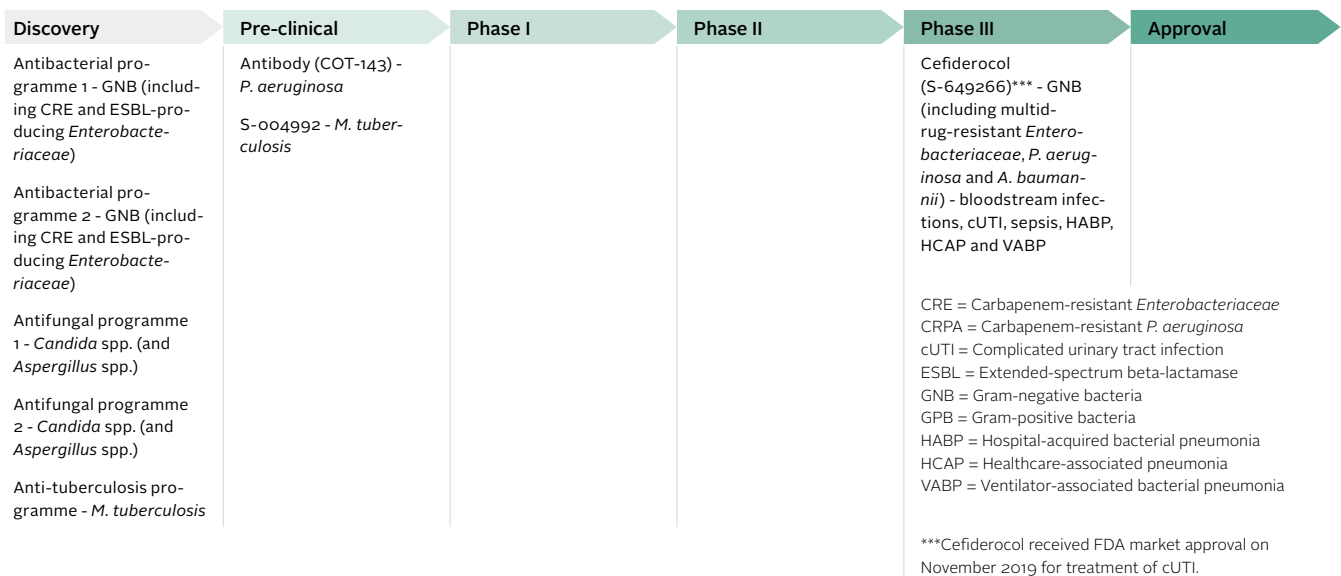 Discovery
Pre-clinical
Phase I
Phase II
Phase III
Approval
Antibacterial pro-
gramme 1 - GNB (includ-
ing CRE and ESBL-pro-
ducing Enterobacte-
riaceae)
Antibacterial pro-
gramme 2 - GNB (includ-
ing CRE and ESBL-pro-
ducing Enterobacte-
riaceae)
Antifungal programme
1 - Candida spp. (and
Aspergillus spp.)
Antifungal programme
2 - Candida spp. (and
Aspergillus spp.)
Anti-tuberculosis pro-
gramme - M. tuberculosis
Antibody (COT-143) -
P. aeruginosa
S-004992 - M. tuber-
culosis
Cefiderocol
(S-649266)*** - GNB
(including multid-
rug-resistant Entero-
bacteriaceae, P. aerug-
inosa and A. bauman-
nii) - bloodstream infec-
tions, cUTI, sepsis, HABP,
HCAP and VABP
CRE = Carbapenem-resistant Enterobacteriaceae
CRPA = Carbapenem-resistant P. aeruginosa
cUTI = Complicated urinary tract infection
ESBL = Extended-spectrum beta-lactamase
GNB = Gram-negative bacteria
GPB = Gram-positive bacteria
HABP = Hospital-acquired bacterial pneumonia
HCAP = Healthcare-associated pneumonia
VABP = Ventilator-associated bacterial pneumonia
***Cefiderocol received FDA market approval on
November 2019 for treatment of cUTI.